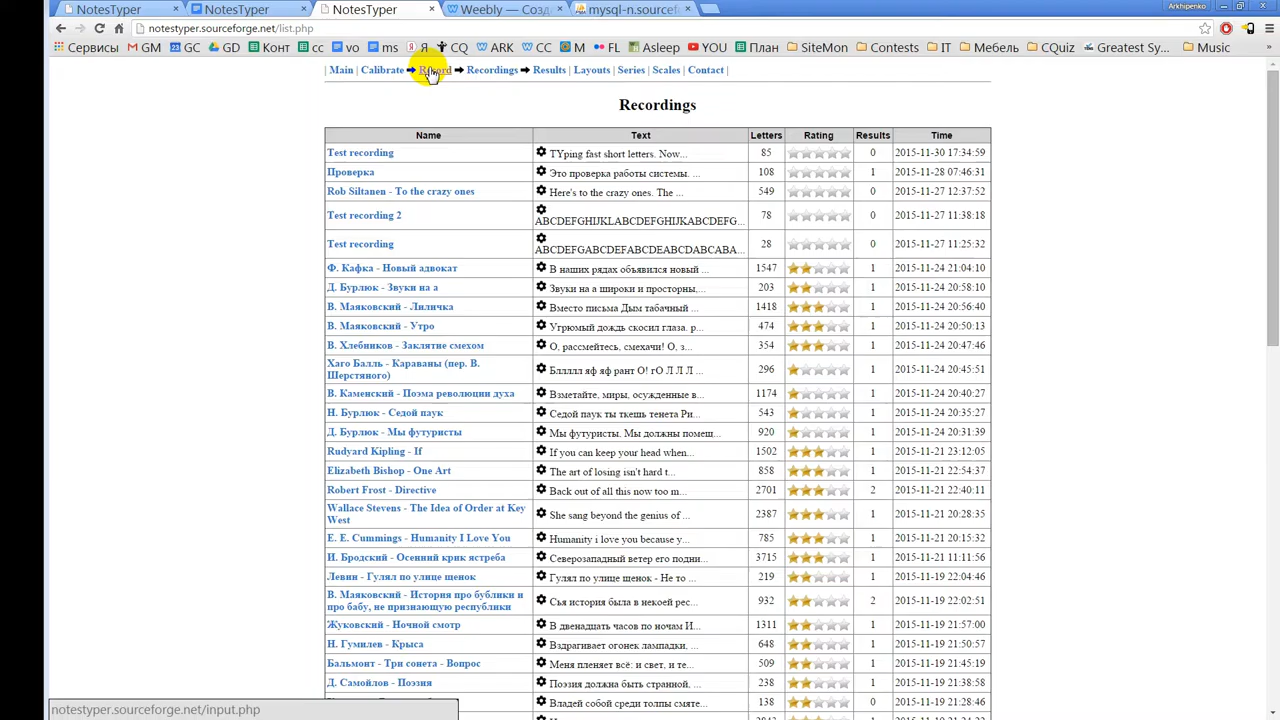 NotesTyper × NotesTyper × NotesTyper × Weebly — Созд × mysql-n.sourcef × Arkhipenko
notestyper.sourceforge.net/list.php
Сервисы GM GC GD Конт cc vo ms Я CQ ARK CC M FL Asleep YOU План SiteMon Contests IT Мебель CQuiz Greatest Sy... Music
| Main | Calibrate Record Recordings Results | Layouts | Series | Scales | Contact |
Recordings
Name Text Letters Rating Results Time
Test recording TYping fast short letters. Now... 85 0 2015-11-30 17:34:59
Проверка Это проверка работы системы. ... 108 1 2015-11-28 07:46:31
Rob Siltanen - To the crazy ones Here's to the crazy ones. The ... 549 0 2015-11-27 12:37:52
Test recording 2 ABCDEFGHIJKLABCDEFGHIJKABCDEFG... 78 0 2015-11-27 11:38:18
Test recording ABCDEFGABCDEFABCDEABCDABCABA... 28 0 2015-11-27 11:25:32
Ф. Кафка - Новый адвокат В наших рядах объявился новый ... 1547 1 2015-11-24 21:04:10
Д. Бурлюк - Звуки на а Звуки на а широки и просторны,... 203 1 2015-11-24 20:58:10
В. Маяковский - Лиличка Вместо письма Дым табачный ... 1418 1 2015-11-24 20:56:40
В. Маяковский - Утро Угрюмый дождь скосил глаза. р... 474 1 2015-11-24 20:50:13
В. Хлебников - Заклятие смехом О, рассмейтесь, смехачи! О, з... 354 1 2015-11-24 20:47:46
Хаго Балль - Караваны (пер. В.
Шерстяного) Бллллл яф яф рант О! гО Л Л Л ... 296 1 2015-11-24 20:45:51
В. Каменский - Поэма революции духа Взметайте, миры, осужденные в... 1174 1 2015-11-24 20:40:27
Н. Бурлюк - Седой паук Седой паук ты ткешь тенета Ри... 543 1 2015-11-24 20:35:27
Д. Бурлюк - Мы футуристы Мы футуристы. Мы должны помещ... 920 1 2015-11-24 20:31:39
Rudyard Kipling - If If you can keep your head when... 1502 1 2015-11-21 23:12:05
Elizabeth Bishop - One Art The art of losing isn't hard t... 858 1 2015-11-21 22:54:37
Robert Frost - Directive Back out of all this now too m... 2701 2 2015-11-21 22:40:11
Wallace Stevens - The Idea of Order at Key
West She sang beyond the genius of ... 2387 1 2015-11-21 20:28:35
E. E. Cummings - Humanity I Love You Humanity i love you because y... 785 1 2015-11-21 20:15:32
И. Бродский - Осенний крик ястреба Северозападный ветер его подни... 3715 1 2015-11-21 11:11:56
Левин - Гулял по улице щенок Гулял по улице щенок - Не то ... 219 1 2015-11-19 22:04:46
В. Маяковский - История про бублики и
про бабу, не признающую республики Сья история была в некоей рес... 932 2 2015-11-19 22:02:51
Жуковский - Ночной смотр В двенадцать часов по ночам И... 1311 1 2015-11-19 21:57:00
Н. Гумилев - Крыса Вздрагивает огонек лампадки, ... 648 1 2015-11-19 21:50:57
Бальмонт - Три сонета - Вопрос Меня пленяет всё: и свет, и те... 509 1 2015-11-19 21:45:19
Д. Самойлов - Поэзия Поэзия должна быть странной, ... 238 1 2015-11-19 21:38:58
Владей собой среди толпы смяте... 138 0 2015-11-19 21:28:46
notestyper.sourceforge.net/input.php